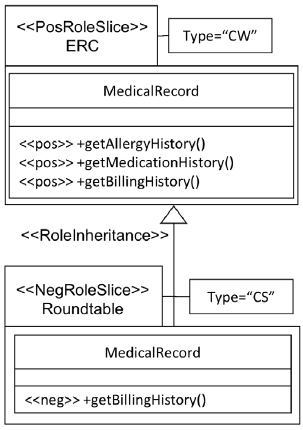 <<PosRoleSlice>>
ERC
Type="CW"
MedicalRecord
<<pos>> +getAllergyHistory()
<<pos>> +getMedicationHistory()
<<pos>> +getBillingHistory()
<<RoleInheritance>>
<<NegRoleSlice>>
Roundtable
Type="CS"
MedicalRecord
<<neg>> +getBillingHistory()